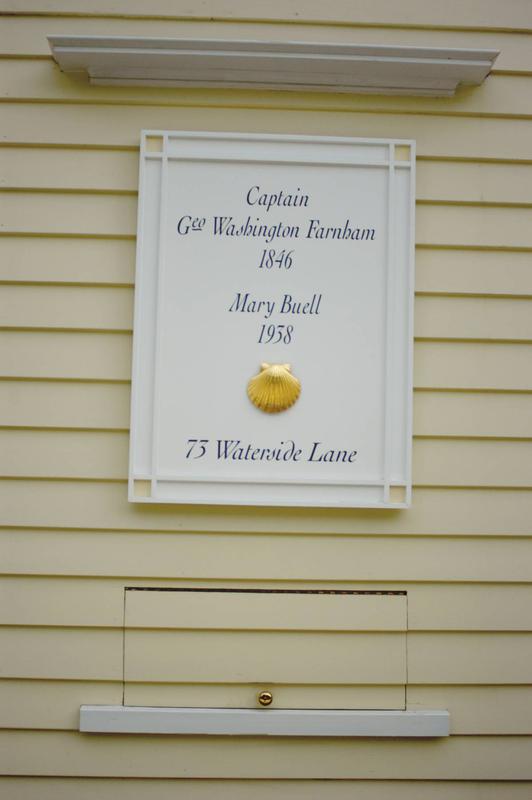 Captain
Geo Washington Farnham
1846
Mary Buell
1938
73 Waterside Lane